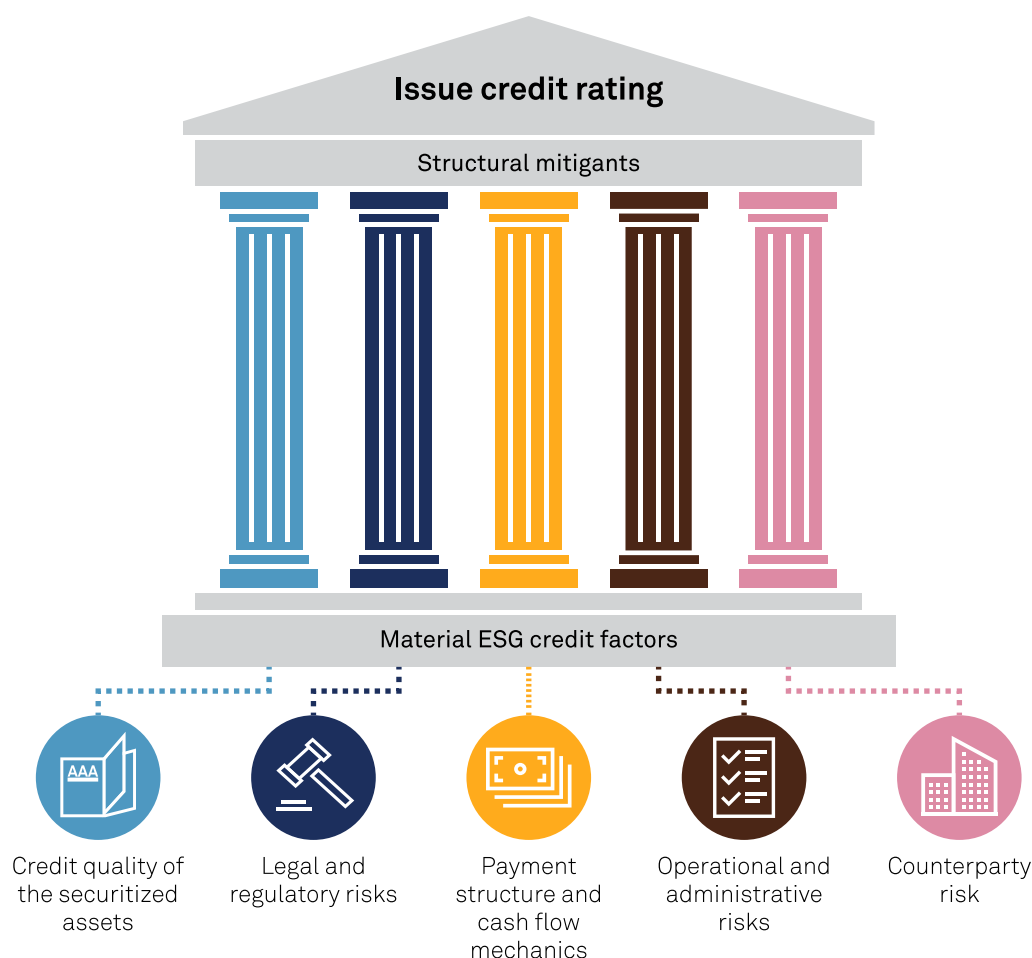 Issue credit rating
Structural mitigants
Material ESG credit factors
AAA
Credit quality of
the securitized
assets
Legal and
regulatory risks
Payment
structure and
cash flow
mechanics
Operational and
administrative
risks
Counterparty
risk